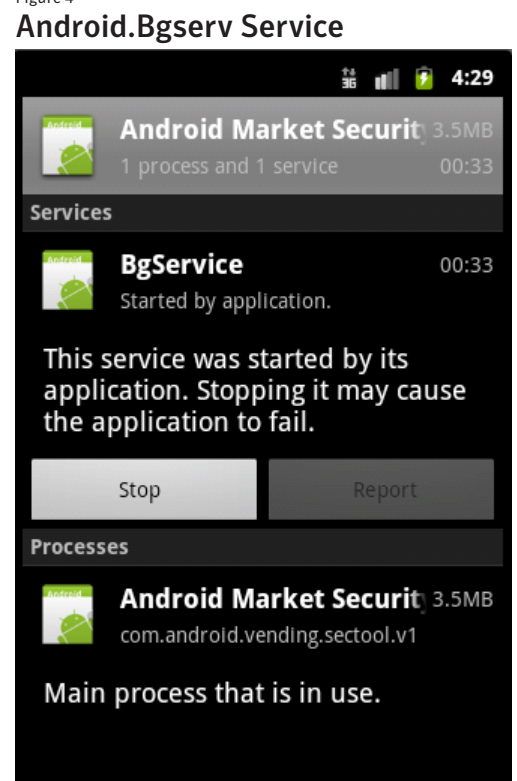 Figure 4
Android.Bgserv Service
3G 4:29
Android Market Securit 3.5MB
1 process and 1 service 00:33
Services
BgService 00:33
Started by application.
This service was started by its
application. Stopping it may cause
the application to fail.
Stop Report
Processes
Android Market Securit 3.5MB
com.android.vending.sectool.v1
Main process that is in use.